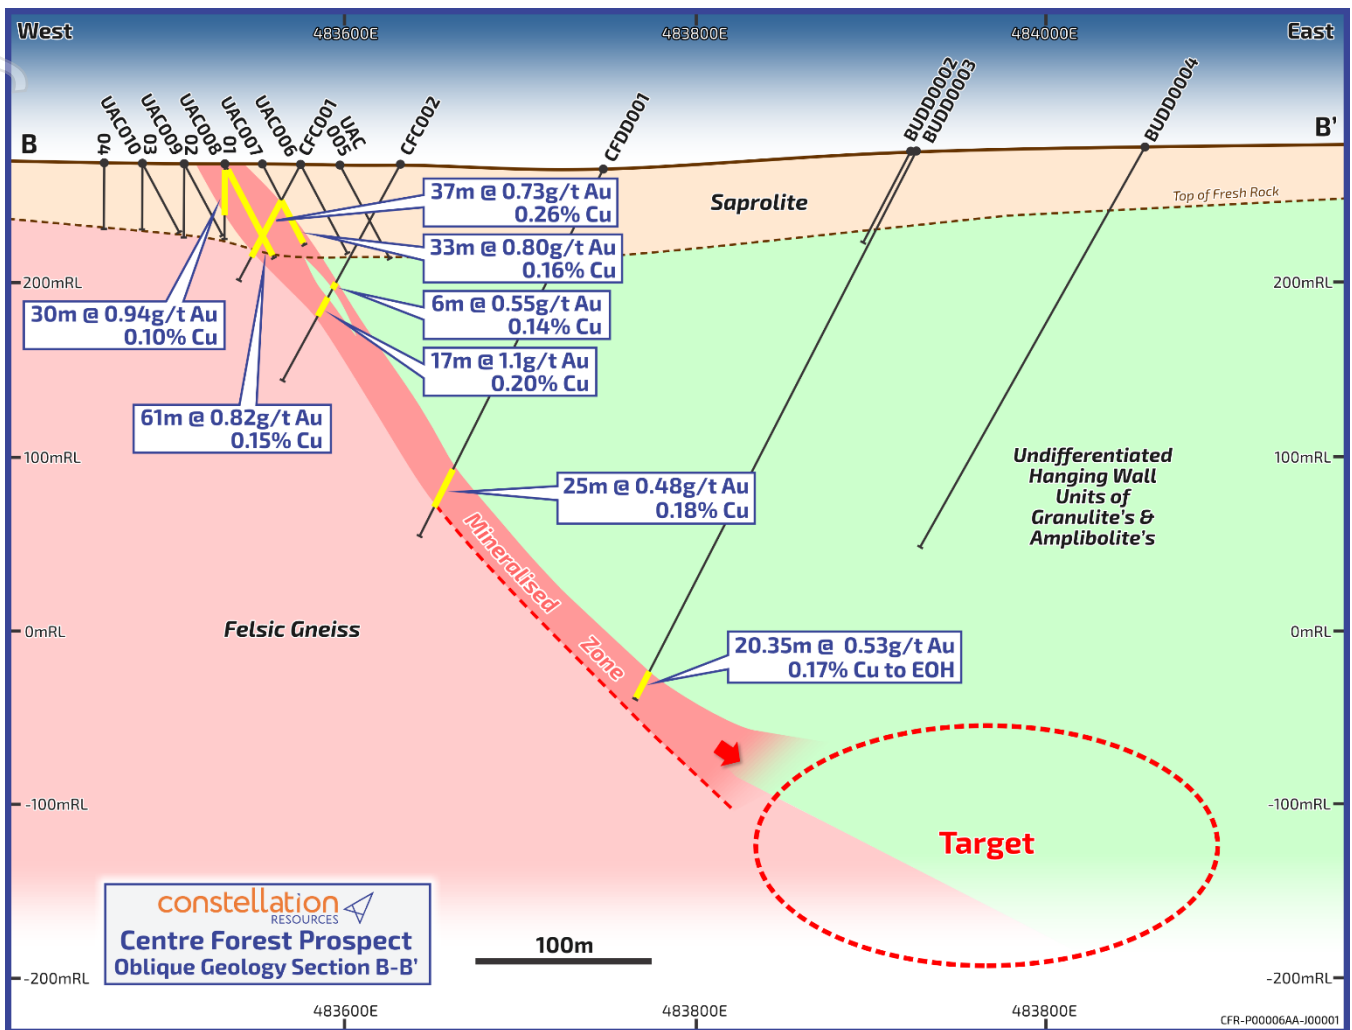 West
483600E
483800E
484000E
East
B
04
UAC010
03
UAC009
02
UAC008
01
UAC007
UAC006
CFC001
UAC
005
CFC002
CFDD001
BUDD0002
BUDD0003
BUDD0004
B'
Saprolite
Top of Fresh Rock
37m @ 0.73g/t Au
0.26% Cu
33m @ 0.80g/t Au
0.16% Cu
200mRL
200mRL
6m @ 0.55g/t Au
0.14% Cu
30m @ 0.94g/t Au
0.10% Cu
17m @ 1.1g/t Au
0.20% Cu
61m @ 0.82g/t Au
0.15% Cu
100mRL
100mRL
Undifferentiated
Hanging Wall
Units of
Granulite's &
Amplibolite's
25m @ 0.48g/t Au
0.18% Cu
Mineralised
Zone
Felsic Gneiss
0mRL
0mRL
20.35m @ 0.53g/t Au
0.17% Cu to EOH
-100mRL
-100mRL
Target
constellation
RESOURCES
Centre Forest Prospect
Oblique Geology Section B-B'
100m
-200mRL
-200mRL
483600E
483800E
483800E
CFR-P00006AA-J00001